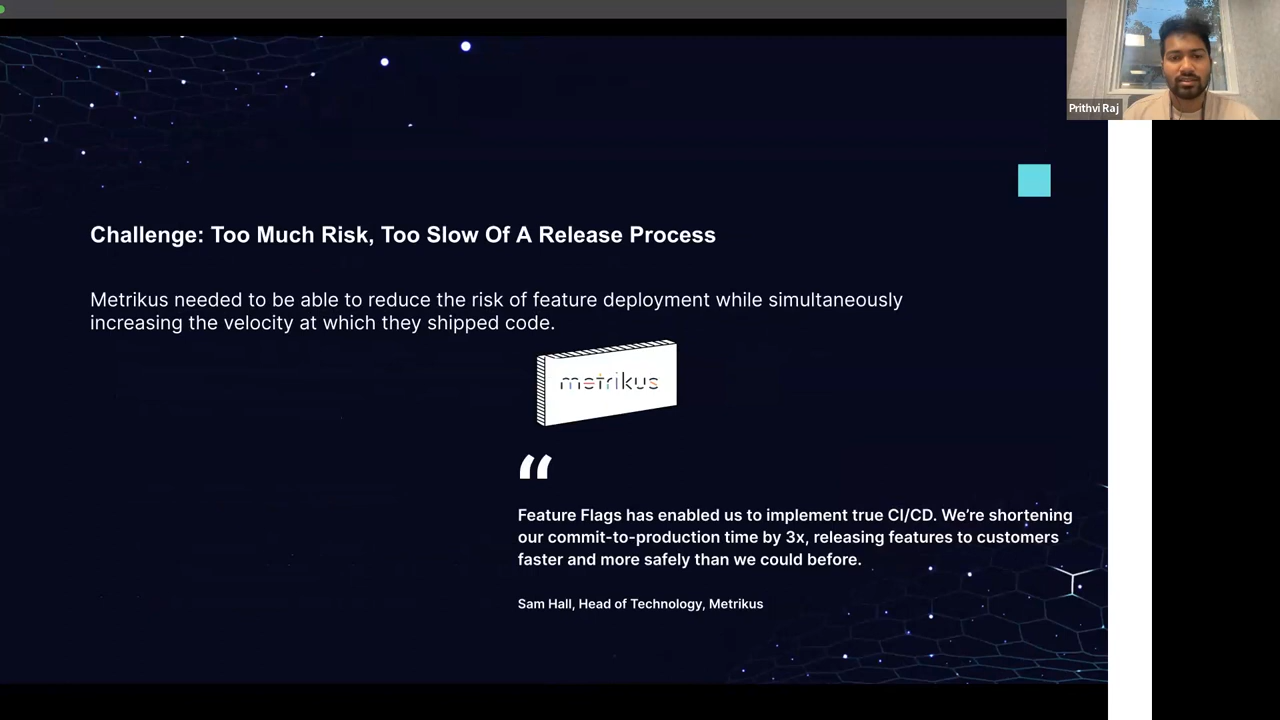 Prithvi Raj
Challenge: Too Much Risk, Too Slow Of A Release Process
Metrikus needed to be able to reduce the risk of feature deployment while simultaneously
increasing the velocity at which they shipped code.
metrikus
“
Feature Flags has enabled us to implement true CI/CD. We’re shortening
our commit-to-production time by 3x, releasing features to customers
faster and more safely than we could before.
Sam Hall, Head of Technology, Metrikus